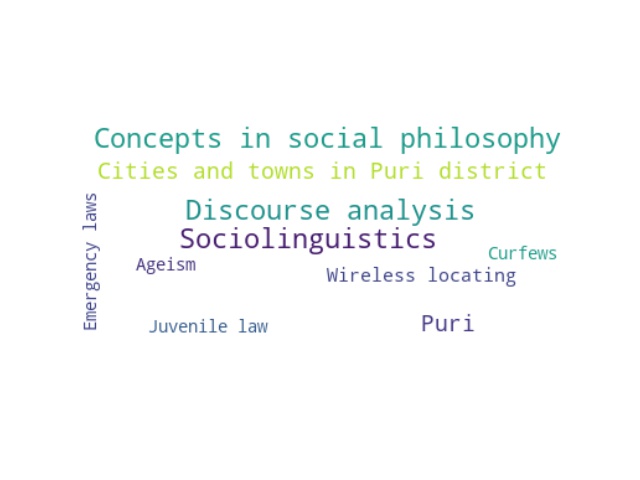 Concepts in social philosophy
Cities and towns in Puri district
Emergency laws
Discourse analysis
Sociolinguistics
Curfews
Ageism
Wireless locating
Puri
Juvenile law